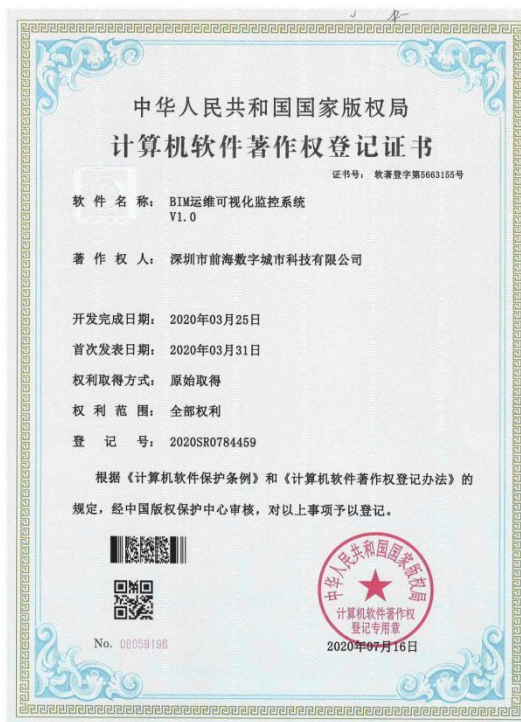 中华人民共和国国家版权局
计算机软件著作权登记证书
证书号: 软著登字第5663155号
软件名称: BIM运维可视化监控系统
V1.0
著作权人: 深圳市前海数字城市科技有限公司
开发完成日期: 2020年03月25日
首次发表日期: 2020年03月31日
权利取得方式: 原始取得
权利范围: 全部权利
登记号: 2020SR0784459
根据《计算机软件保护条例》和《计算机软件著作权登记办法》的
规定,经中国版权保护中心审核,对以上事项予以登记。
中华人民共和国国家版权局
计算机软件著作权
登记专用章
No. 06059196
2020年07月16日